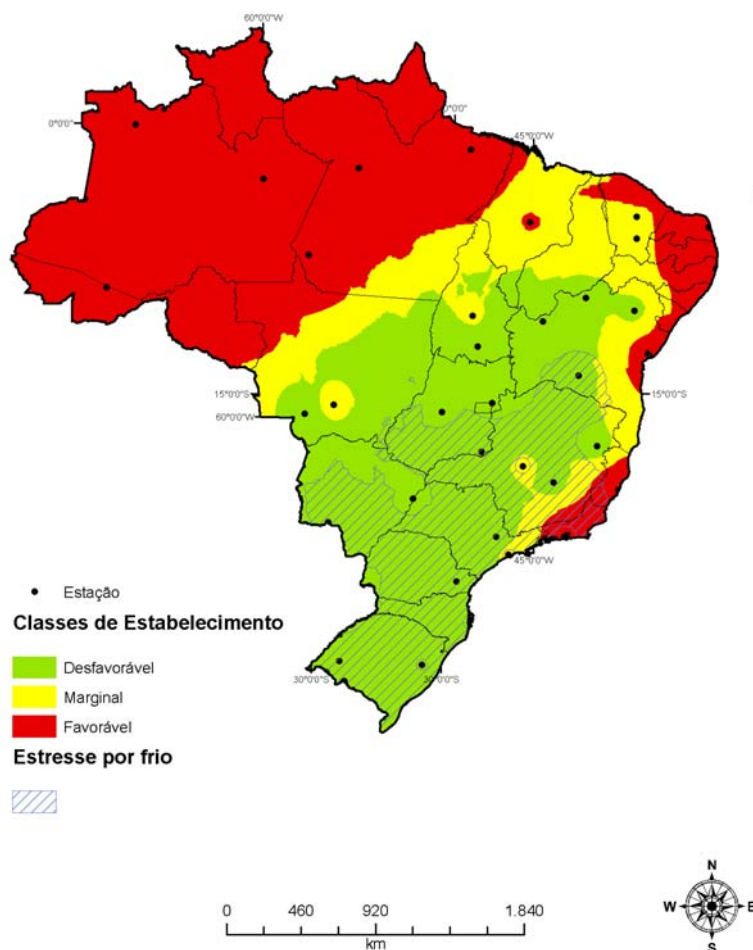 60°0'0"W
0°0'0"
0°0'0"
45°0'W
15°0'0"S
15°0'0"S
60°0'0"W
45°0'0"W
30°0'0"S
30°0'0"S
Estação
Classes de Estabelecimento
Desfavorável
Marginal
Favorável
Estresse por frio
0 460 920 1.840
km
N
W E
S